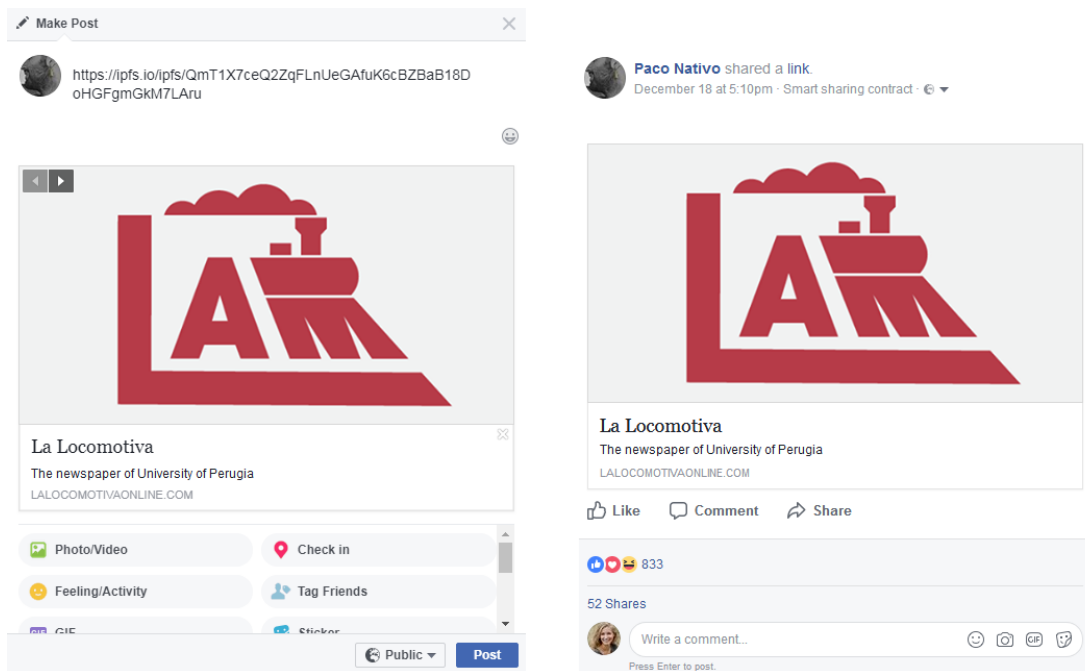 Make Post
https://ipfs.io/ipfs/QmT1X7ceQ2ZqFLnUeGAfuK6cBZBaB18D
oHGFgmGkM7LAru
LAM
La Locomotiva
The newspaper of University of Perugia
LALOCOMOTIVAONLINE.COM
Photo/Video
Check in
Feeling/Activity
Tag Friends
GIF
Sticker
Public
Post
Paco Nativo shared a link.
December 18 at 5:10pm · Smart sharing contract ·
LAM
La Locomotiva
The newspaper of University of Perugia
LALOCOMOTIVAONLINE.COM
Like Comment Share
833
52 Shares
Write a comment...
GIF
Press Enter to post.